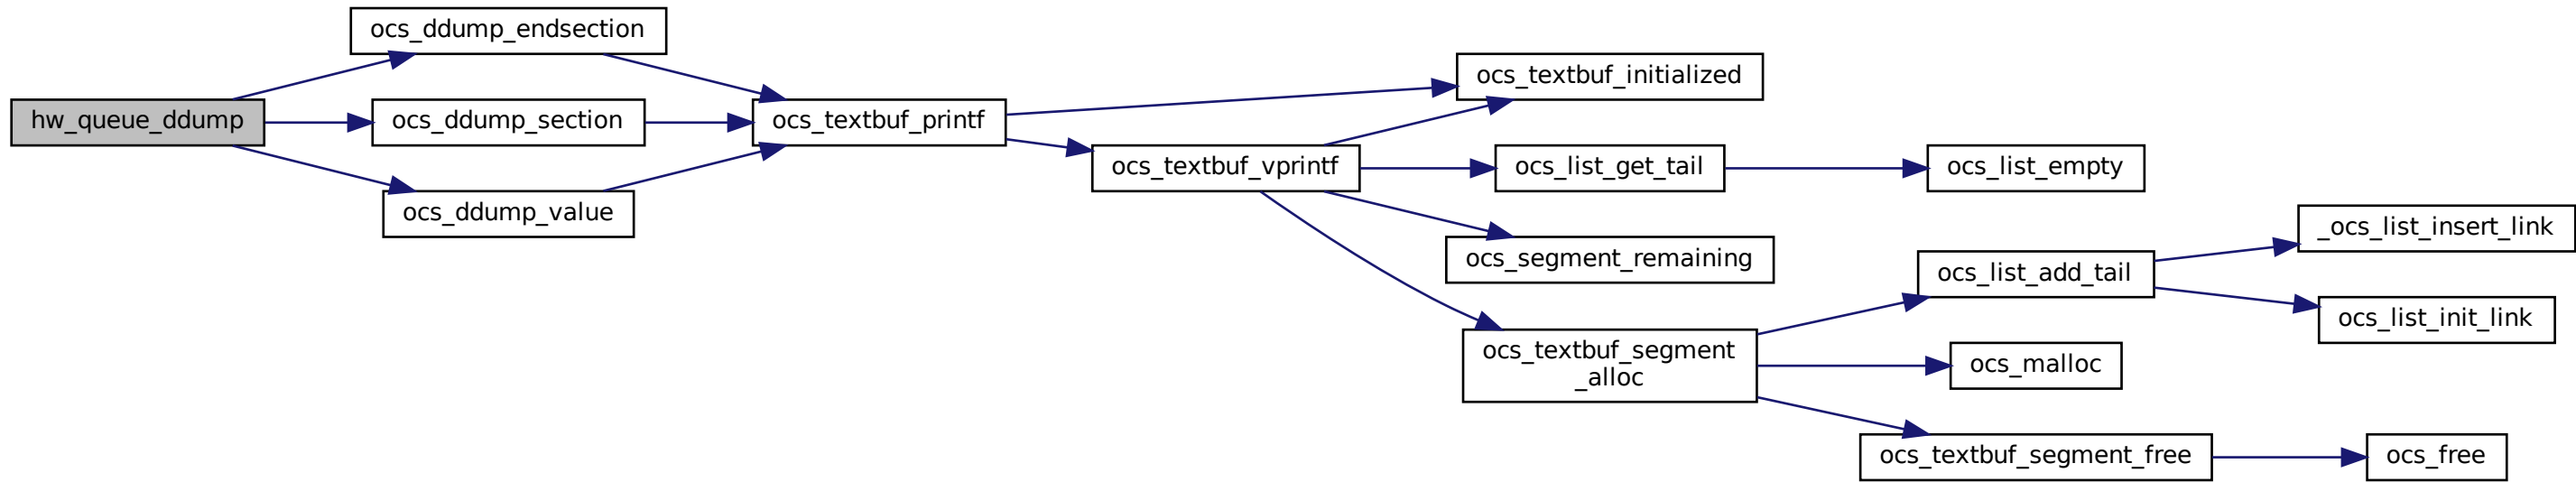 hw_queue_ddump
ocs_ddump_endsection
ocs_ddump_section
ocs_ddump_value
ocs_textbuf_printf
ocs_textbuf_initialized
ocs_textbuf_vprintf
ocs_list_get_tail
ocs_list_empty
ocs_segment_remaining
ocs_textbuf_segment
_alloc
ocs_list_add_tail
_ocs_list_insert_link
ocs_list_init_link
ocs_malloc
ocs_textbuf_segment_free
ocs_free